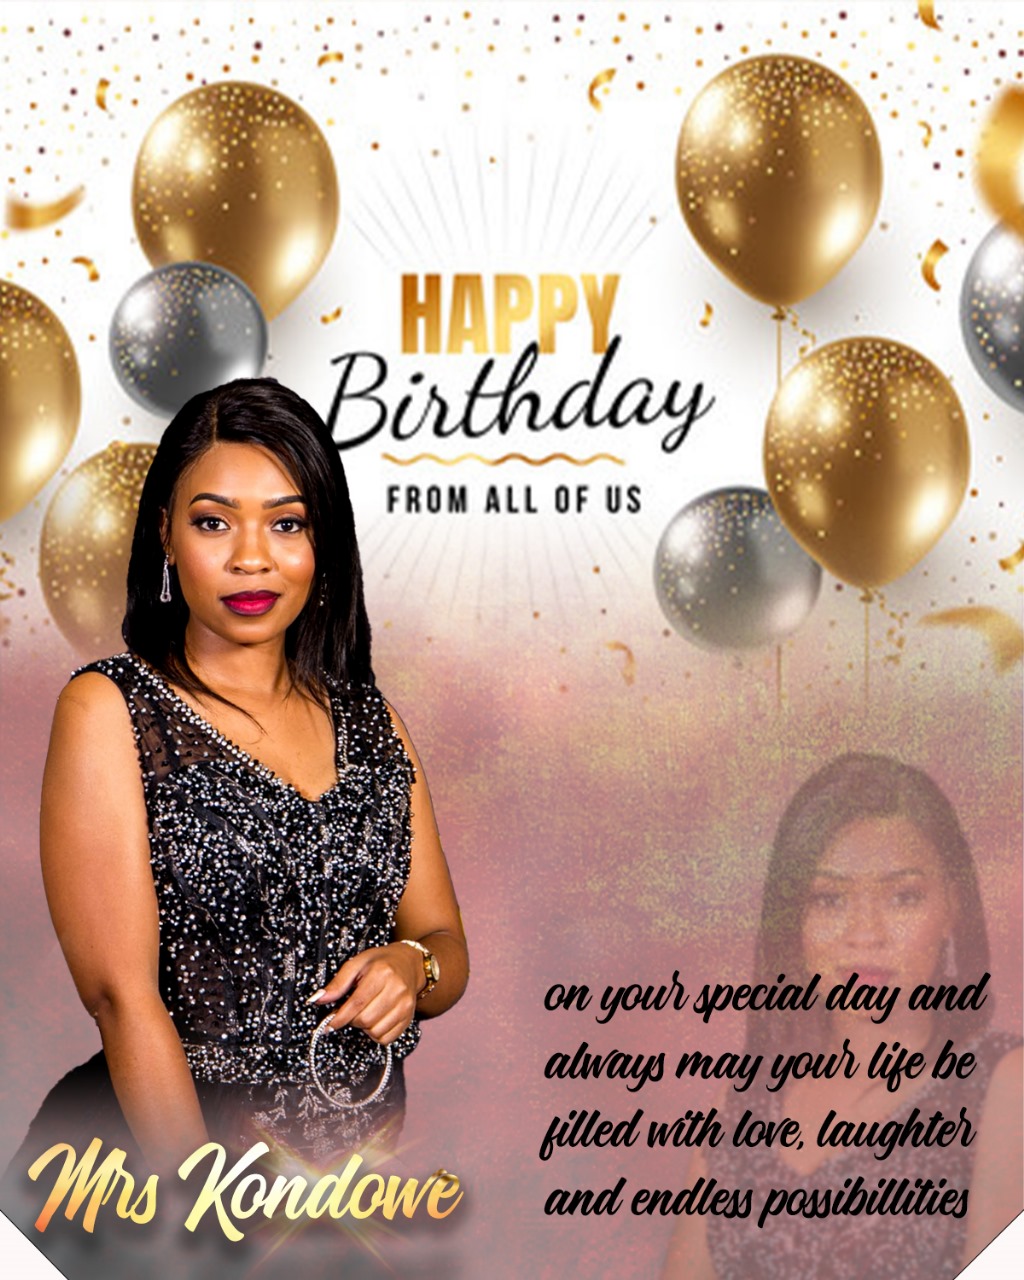 HAPPY
Birthday
FROM ALL OF US
on your special day and
always may your life be
filled with love, laughter
and endless possibillities
Mrs Kondowe